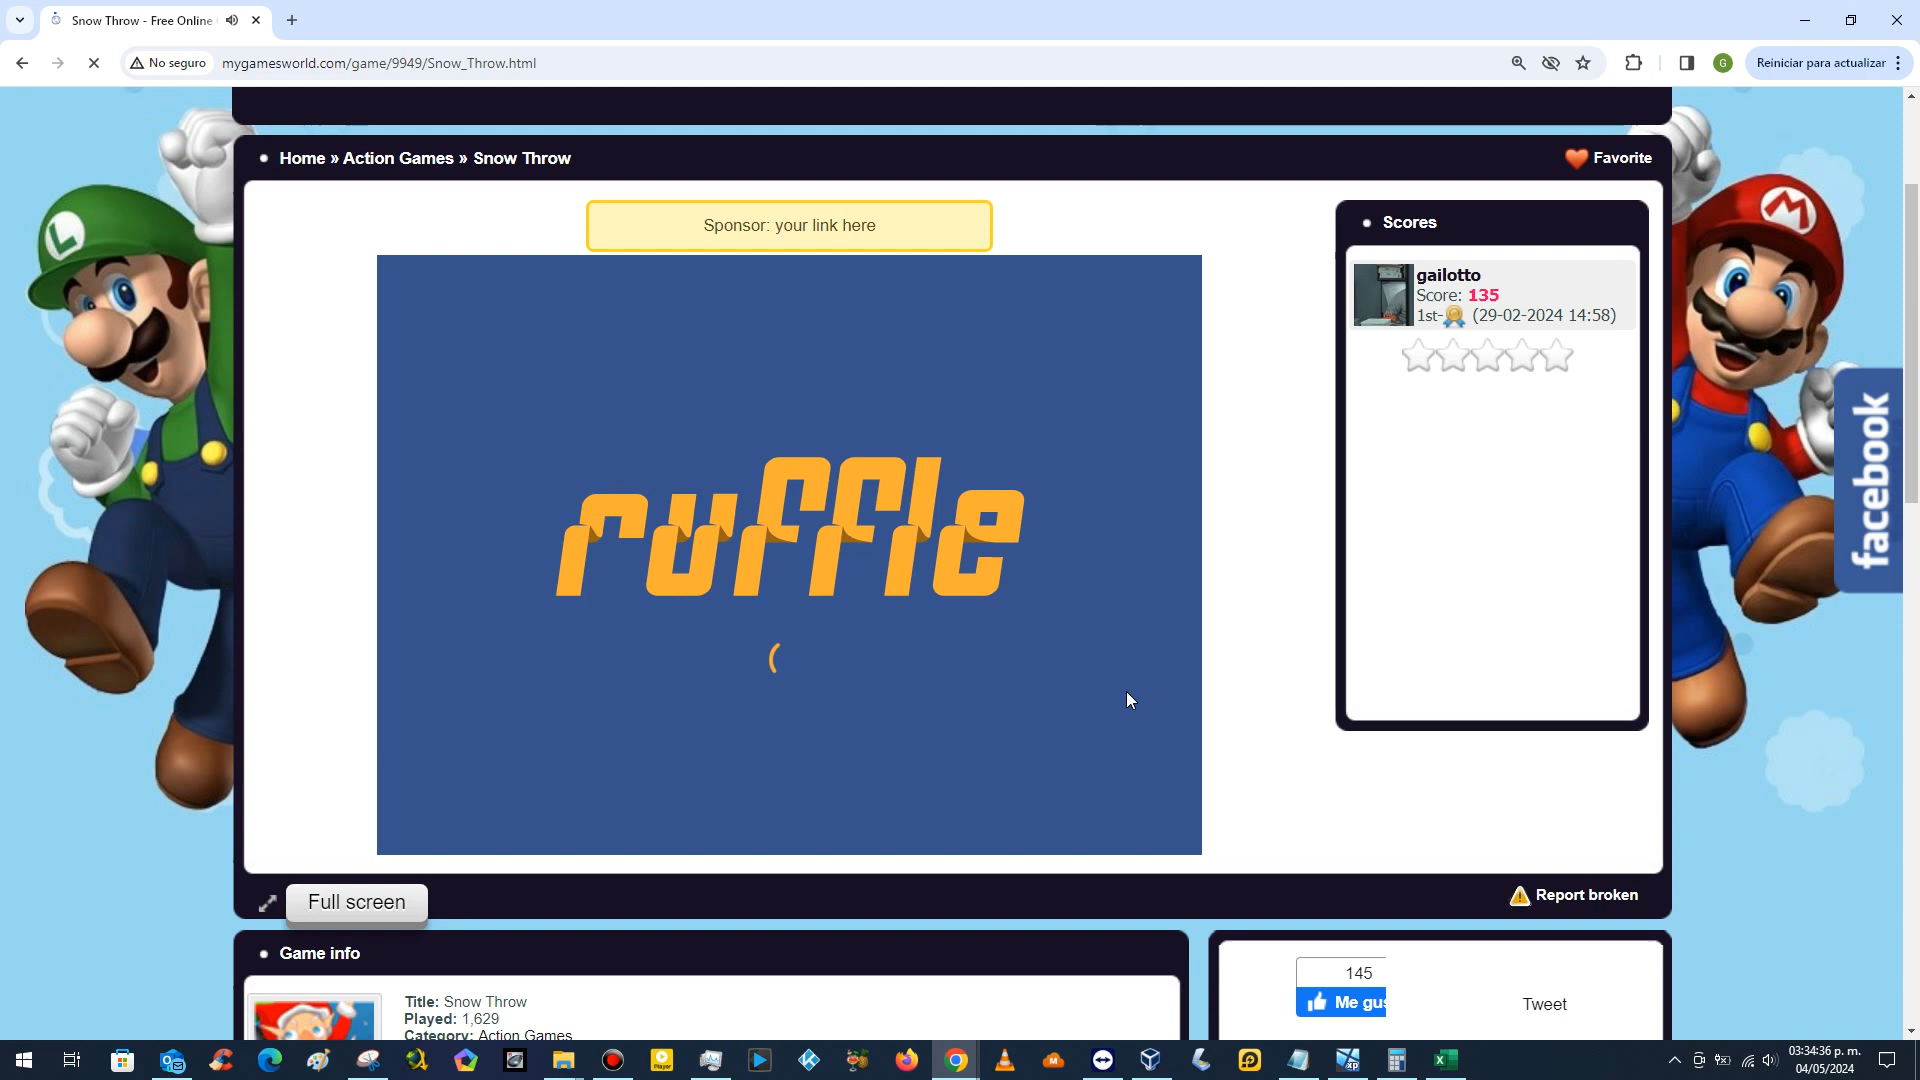 Snow Throw - Free Online
No seguro
mygamesworld.com/game/9949/Snow_Throw.html
G
Reiniciar para actualizar
Home » Action Games » Snow Throw
Favorite
Sponsor: your link here
Scores
gailotto
Score: 135
1st- (29-02-2024 14:58)
L
M
facebook
ruffle
Full screen
Report broken
Game info
Title: Snow Throw
Played: 1,629
Category: Action Games
145
Me gus
Tweet
Player
xp
03:34:36 p. m.
04/05/2024